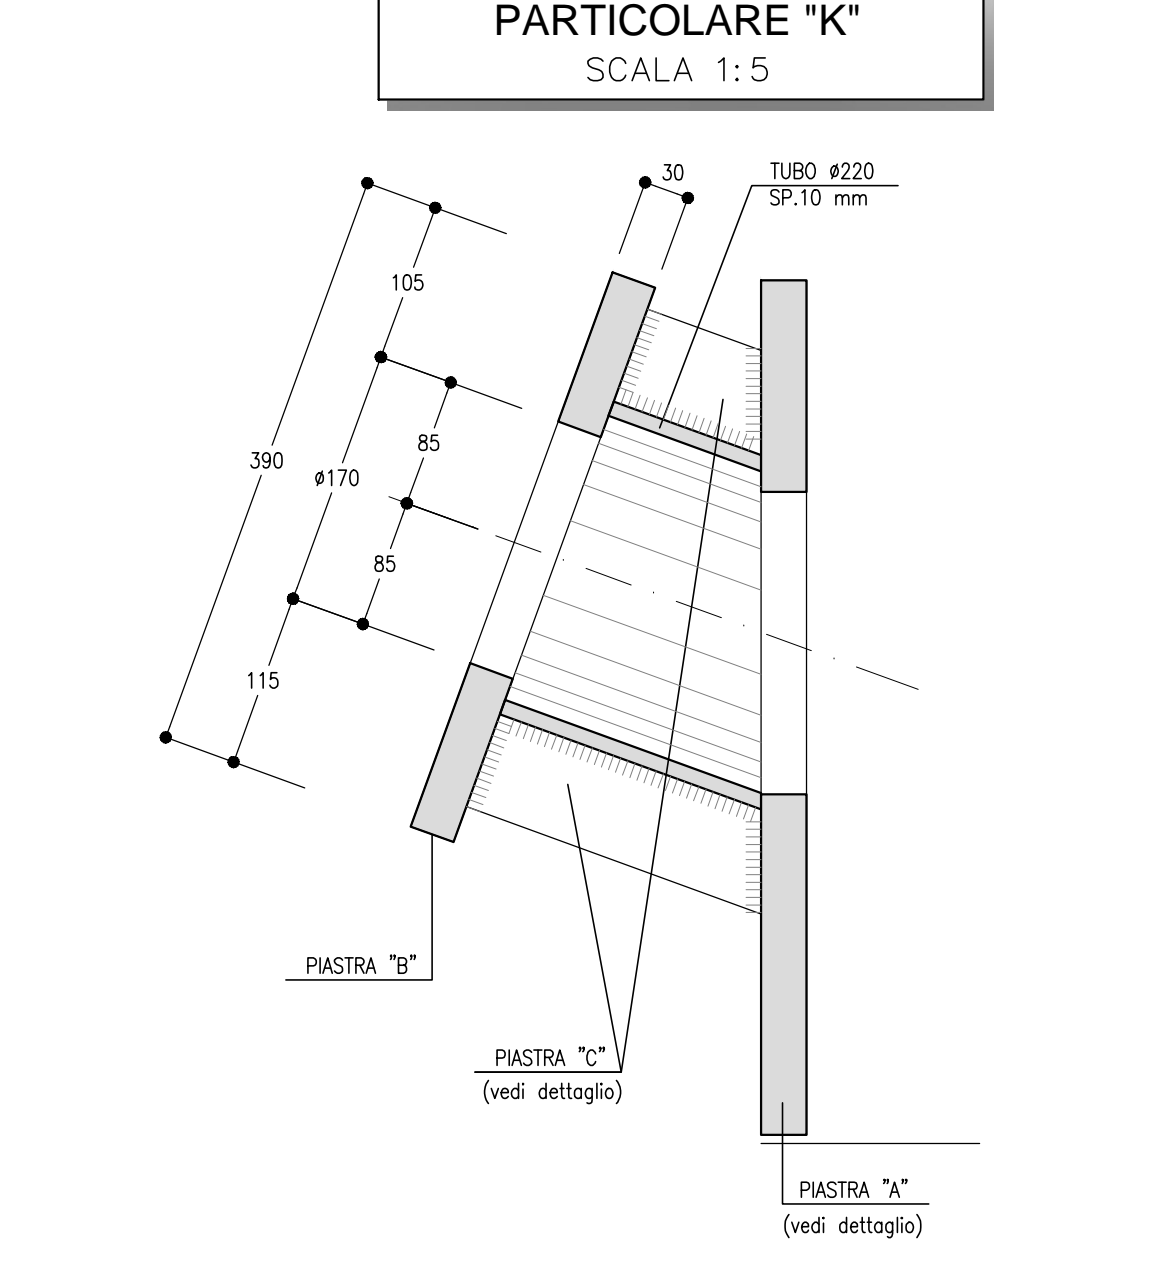 PARTICOLARE "K"
SCALA 1:5
30
TUBO ø220
SP.10 mm
105
85
390
ø170
85
115
PIASTRA "B"
PIASTRA "C"
(vedi dettaglio)
PIASTRA "A"
(vedi dettaglio)